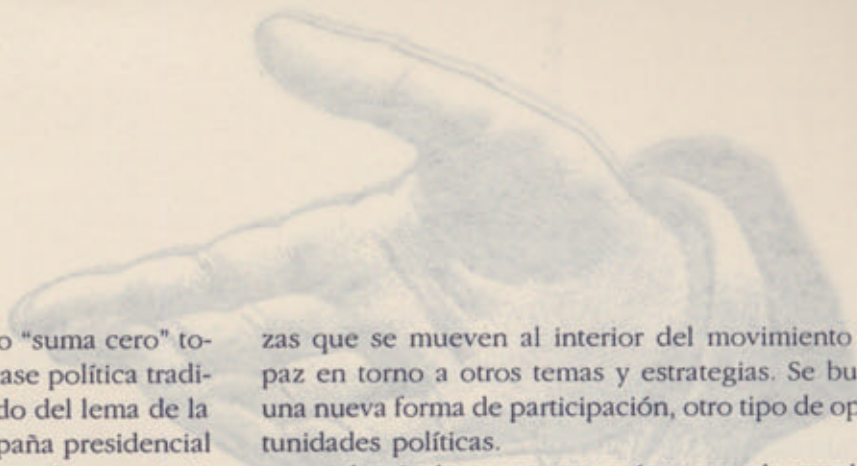 "suma cero" to-
ase política tradi-
do del lema de la
paña presidencial
zas que se mueven al interior del movimiento
paz en torno a otros temas y estrategias. Se bu
una nueva forma de participación, otro tipo de op
tunidades políticas.